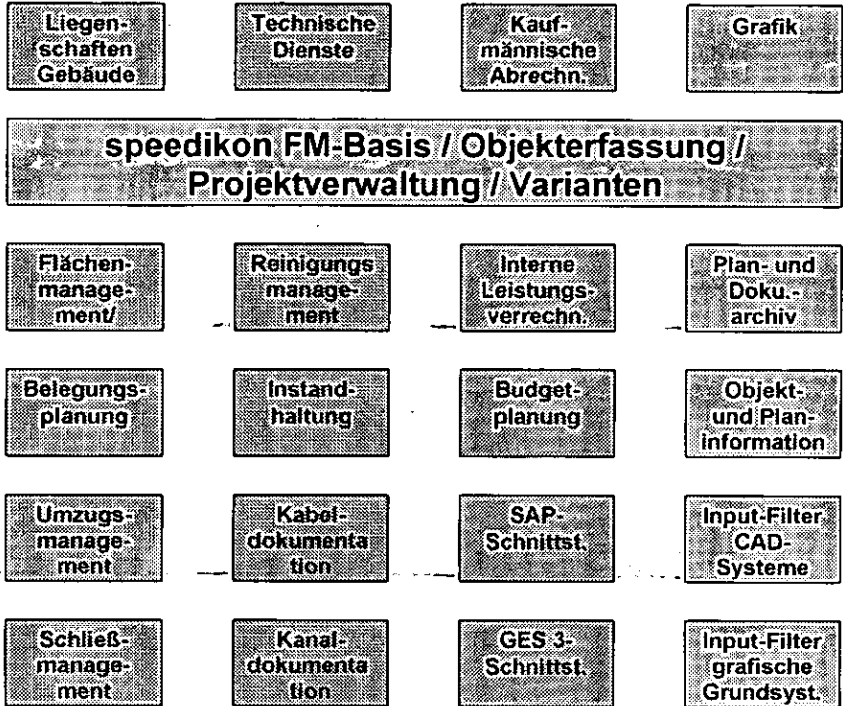 Liegen-
schaften
Gebäude
Technische
Dienste
Kauf-
männische
Abrechn.
Grafik
speedikon FM-Basis / Objekterfassung /
Projektverwaltung / Varianten
Flächen-
manage-
ment/
Reinigungs
manage-
ment
Interne
Leistungs-
verrechn.
Plan- und
Doku.-
archiv
Belegungs-
planung
Instand-
haltung
Budget-
planung
Objekt-
und Plan-
information
Umzugs-
manage-
ment
Kabel-
dokumenta
tion
SAP-
Schnittst.
Input-Filter
CAD-
Systeme
Schließ-
manage-
ment
Kanal-
dokumenta
tion
GES 3-
Schnittst.
Input-Filter
grafische
Grundsyst.